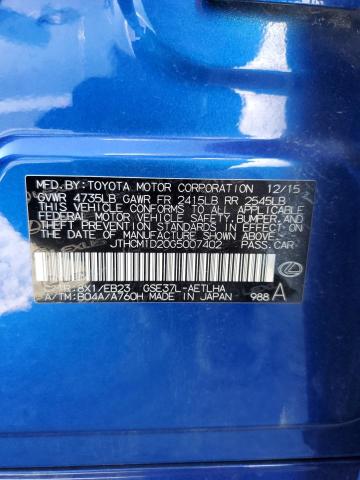 MFD.BY:TOYOTA MOTOR CORPORATION 12/15
GVWR 4735LB GAWR FR 2415LB RR 2545LB
THIS VEHICLE CONFORMS TO ALL APPLICABLE
FEDERAL MOTOR VEHICLE SAFETY,BUMPER,AND
THEFT PREVENTION STANDARDS IN EFFECT ON
THE DATE OF MANUFACTURE SHOWN ABOVE.
JTHCM1D20G5007402 PASS.CAR
C/TR:8X1/EB23 GSE37L-AETLHA
A/TM:B04A/A760H MADE IN JAPAN 988 A